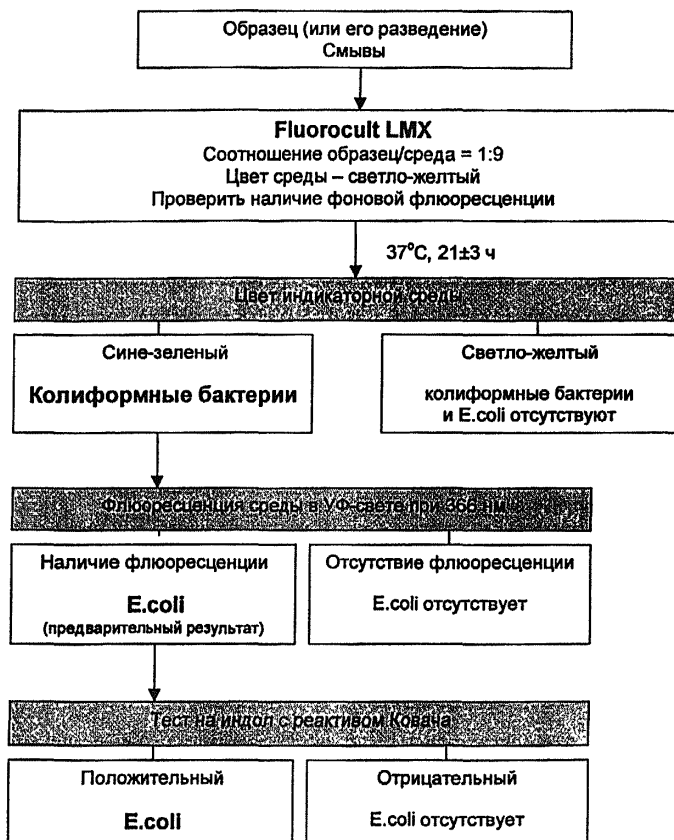 Образец (или его разведение)
Смывы
Fluorocult LMX
Соотношение образец/среда = 1:9
Цвет среды – светло-желтый
Проверить наличие фоновой флюоресценции
37°C, 21±3 ч
Цвет индикаторной среды
Сине-зеленый
Колиформные бактерии
Светло-желтый
колиформные бактерии
и E.coli отсутствуют
Флюоресценция среды в УФ-свете при 366 нм
Наличие флюоресценции
E.coli
(предварительный результат)
Отсутствие флюоресценции
E.coli отсутствует
Тест на индол с реактивом Ковача
Положительный
E.coli
Отрицательный
E.coli отсутствует